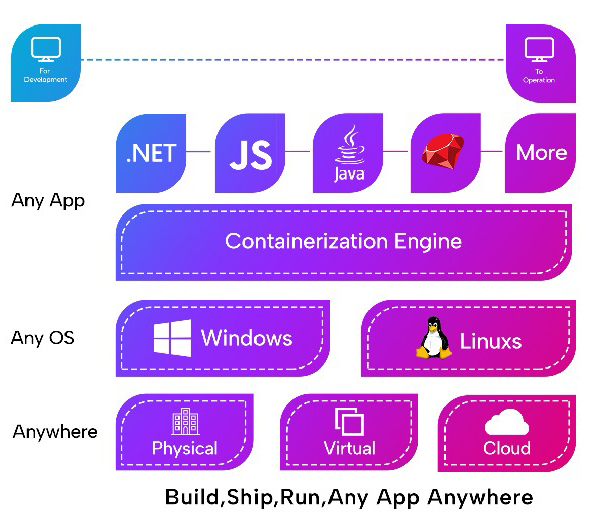 For
Development
To
Operation
.NET
JS
Java
More
Any App
Containerization Engine
Any OS
Windows
Linuxs
Anywhere
Physical
Virtual
Cloud
Build,Ship,Run,Any App Anywhere